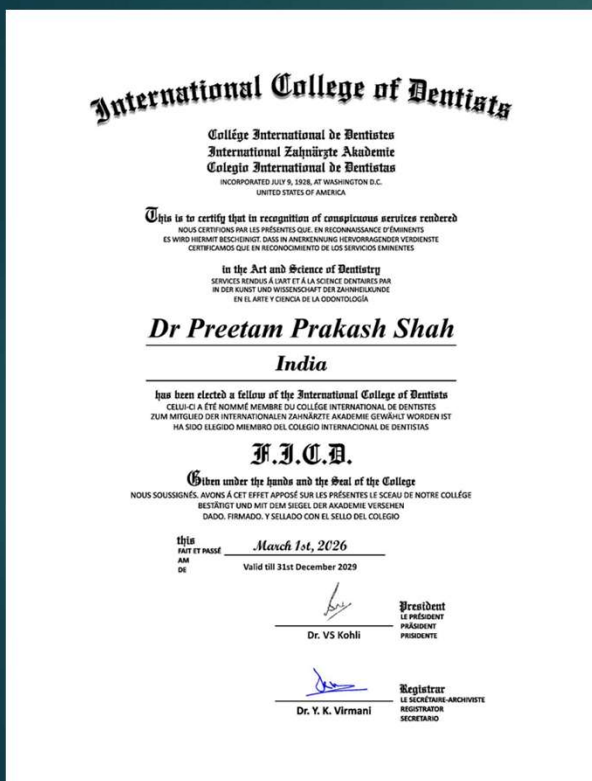 International College of Dentists
Collége International de Dentistes
International Zahnärzte Akademie
Colegio International de Dentistas
INCORPORATED JULY 9, 1928, AT WASHINGTON D.C.
UNITED STATES OF AMERICA
This is to certify that in recognition of conspicuous services rendered
NOUS CERTIFIONS PAR LES PRÉSENTES QUE. EN RECONNAISSANCE D'ÉMINENTS
ES WIRD HIERMIT BESCHEINIGT. DASS IN ANERKENNUNG HERVORRAGENDER VERDIENSTE
CERTIFICAMOS QUE EN RECONOCIMIENTO DE LOS SERVICIOS EMINENTES
in the Art and Science of Dentistry
SERVICES RENDUS Á L'ART ET Á LA SCIENCE DENTAIRES PAR
IN DER KUNST UND WISSENSCHAFT DER ZAHNHEILKUNDE
EN EL ARTE Y CIENCIA DE LA ODONTOLOGÍA
Dr Preetam Prakash Shah
India
has been elected a fellow of the International College of Dentists
CELUI-CI A ÉTÉ NOMMÉ MEMBRE DU COLLÉGE INTERNATIONAL DE DENTISTES
ZUM MITGLIED DER INTERNATIONALEN ZAHNÄRZTE AKADEMIE GEWÄHLT WORDEN IST
HA SIDO ELEGIDO MIEMBRO DEL COLEGIO INTERNACIONAL DE DENTISTAS
F.I.C.D.
Given under the hands and the Seal of the College
NOUS SOUSSIGNÉS. AVONS Á CET EFFET APPOSÉ SUR LES PRÉSENTES LE SCEAU DE NOTRE COLLÉGE
BESTÄTIGT UND MIT DEM SIEGEL DER AKADEMIE VERSEHEN
DADO. FIRMADO. Y SELLADO CON EL SELLO DEL COLEGIO
this
FAIT ET PASSÉ March 1st, 2026
AM
DE Valid till 31st December 2029
President
LE PRÉSIDENT
PRÄSIDENT
Dr. VS Kohli PRISIDENTE
Registrar
LE SECRÉTAIRE-ARCHIVISTE
REGISTRATOR
Dr. Y. K. Virmani SECRETARIO